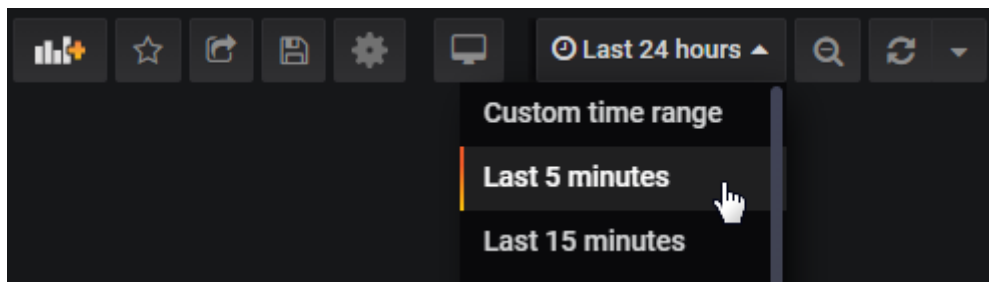 Last 24 hours
Custom time range
Last 5 minutes
Last 15 minutes